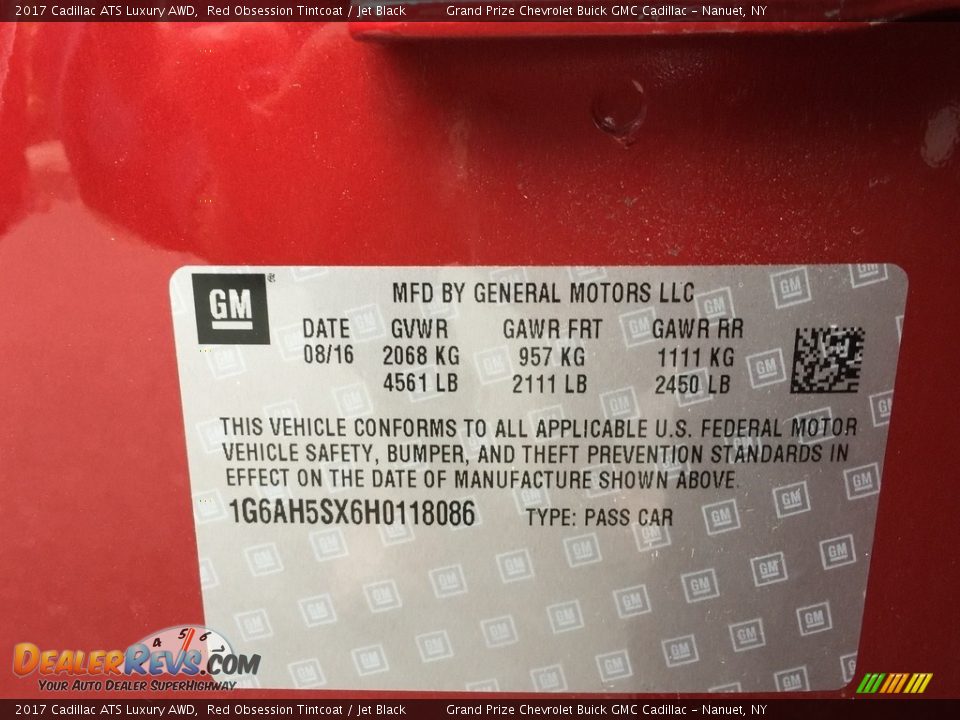 2017 Cadillac ATS Luxury AWD, Red Obsession Tintcoat / Jet Black Grand Prize Chevrolet Buick GMC Cadillac - Nanuet, NY
GM
MFD BY GENERAL MOTORS LLC
DATE GVWR GAWR FRT GAWR RR
08/16 2068 KG 957 KG 1111 KG
4561 LB 2111 LB 2450 LB
THIS VEHICLE CONFORMS TO ALL APPLICABLE U.S. FEDERAL MOTOR
VEHICLE SAFETY, BUMPER, AND THEFT PREVENTION STANDARDS IN
EFFECT ON THE DATE OF MANUFACTURE SHOWN ABOVE.
1G6AH5SX6H0118086 TYPE: PASS CAR
4 5 6 7
DEALERREVS.COM
YOUR AUTO DEALER SUPERHIGHWAY
2017 Cadillac ATS Luxury AWD, Red Obsession Tintcoat / Jet Black Grand Prize Chevrolet Buick GMC Cadillac - Nanuet, NY